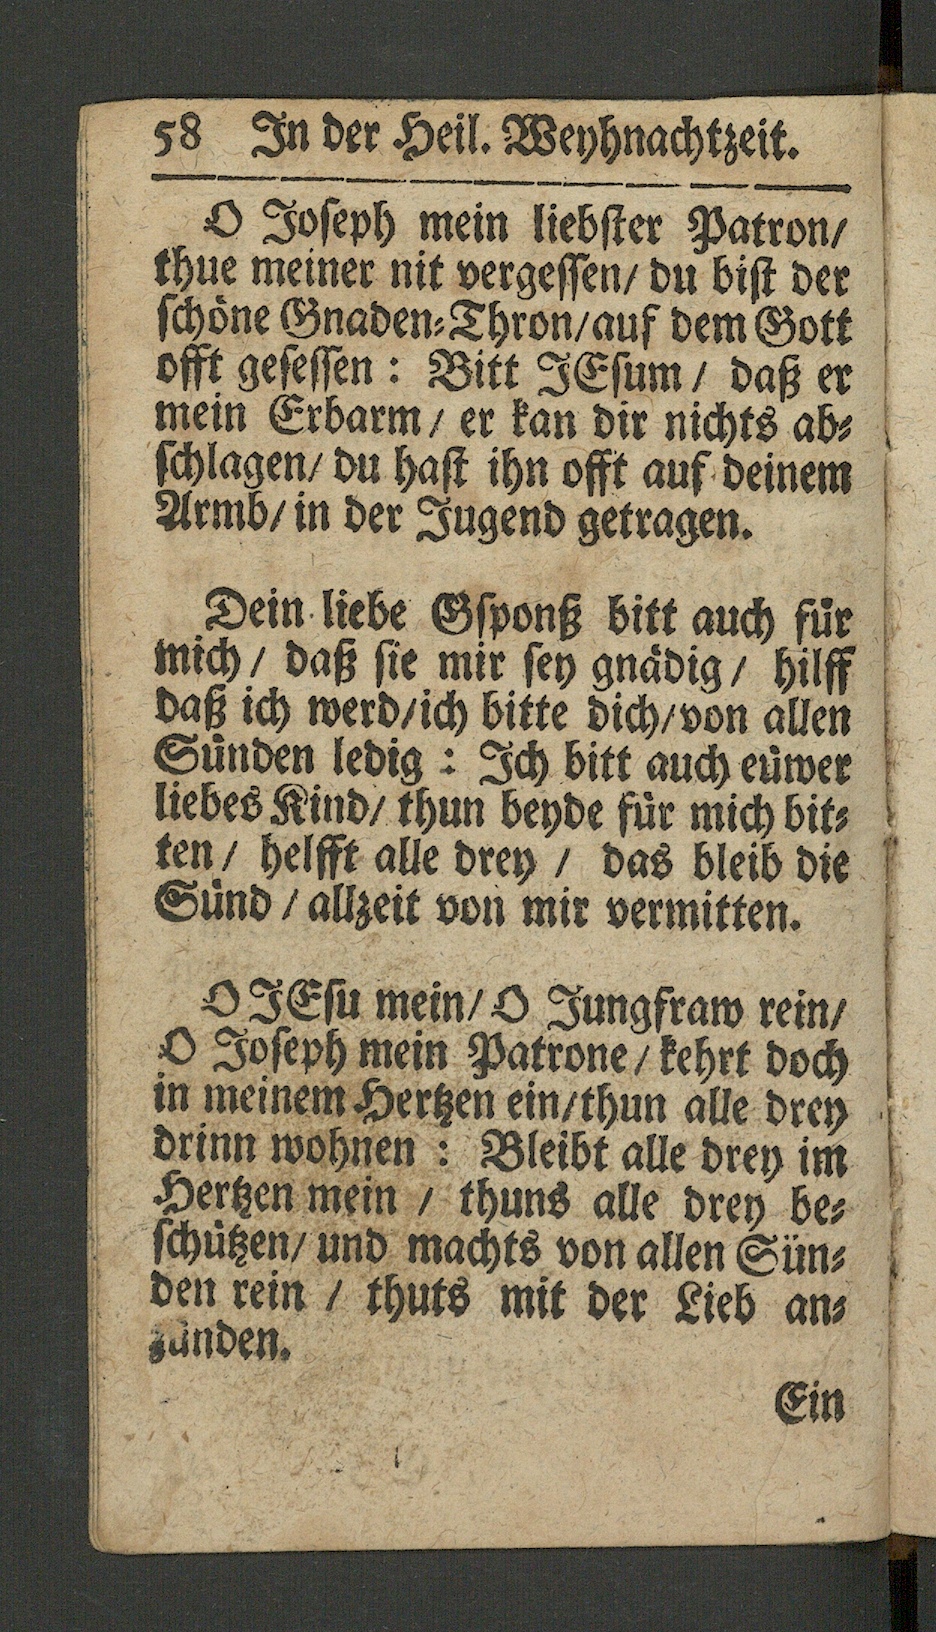 58 In der Heil. Weyhnachtzeit.
O Joſeph mein liebſter Patron/
thue meiner nit vergeſſen/ du biſt der
ſchöne Gnaden⸗Thron/auf dem Gott
offt geſeſſen: Bitt JEſum / daß er
mein Erbarm/ er kan dir nichts ab⸗
ſchlagen/ du haſt ihn offt auf deinem
Armb/ in der Jugend getragen.
Dein liebe Gſponß bitt auch für
mich/ daß ſie mir ſey gnädig/ hilff
daß ich werd/ich bitte dich/von allen
Sünden ledig: Ich bitt auch eüwer
liebes Kind/ thun beyde für mich bit⸗
ten/ helfft alle drey / das bleib die
Sünd / allzeit von mir vermitten.
O JEſu mein/ O Jungfraw rein/
O Joſeph mein Patrone/ kehrt doch
in meinem Hertzen ein/thun alle drey
drinn wohnen: Bleibt alle drey im
Hertzen mein / thuns alle drey be⸗
ſchützen/ und machts von allen Sün⸗
den rein / thuts mit der Lieb an⸗
zünden.
Ein